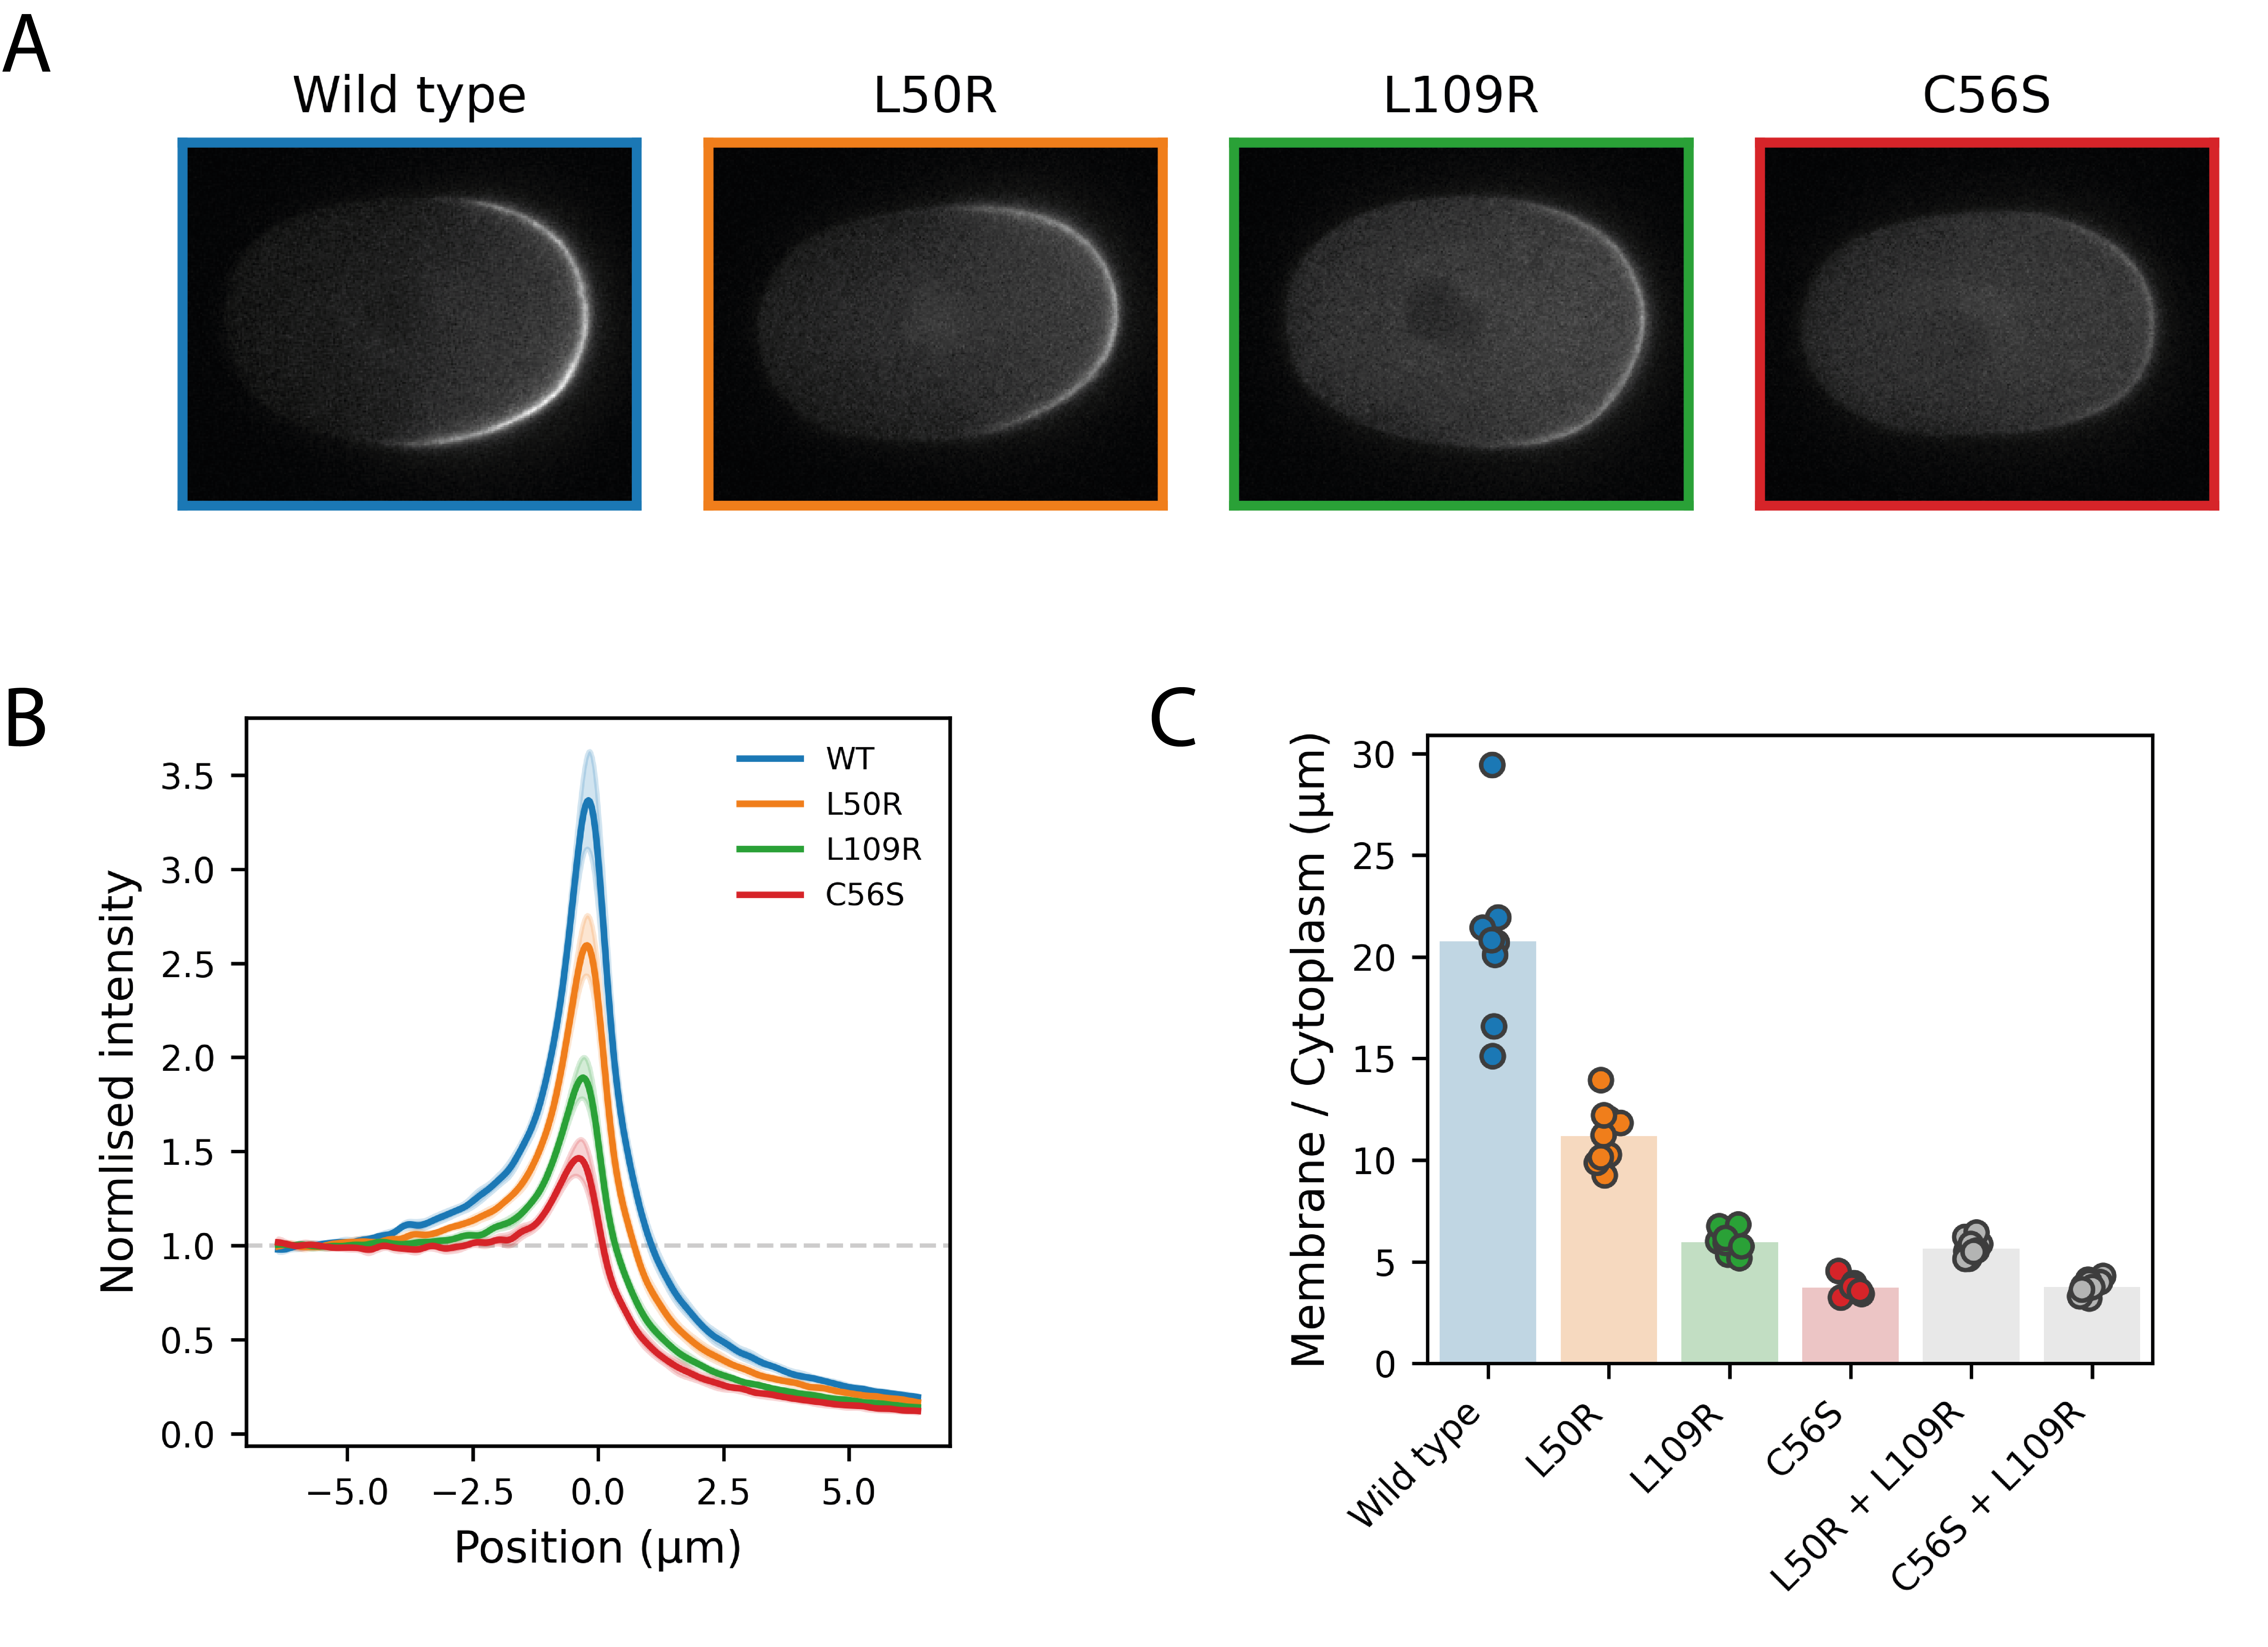 A
Wild type
L50R
L109R
C56S
B
Normlised intensity
3.5
3.0
2.5
2.0
1.5
1.0
0.5
0.0
WT
L50R
L109R
C56S
−5.0
−2.5
0.0
2.5
5.0
Position (µm)
C
Membrane / Cytoplasm (µm)
30
25
20
15
10
5
0
Wild type
L50R
L109R
C56S
L50R + L109R
C56S + L109R